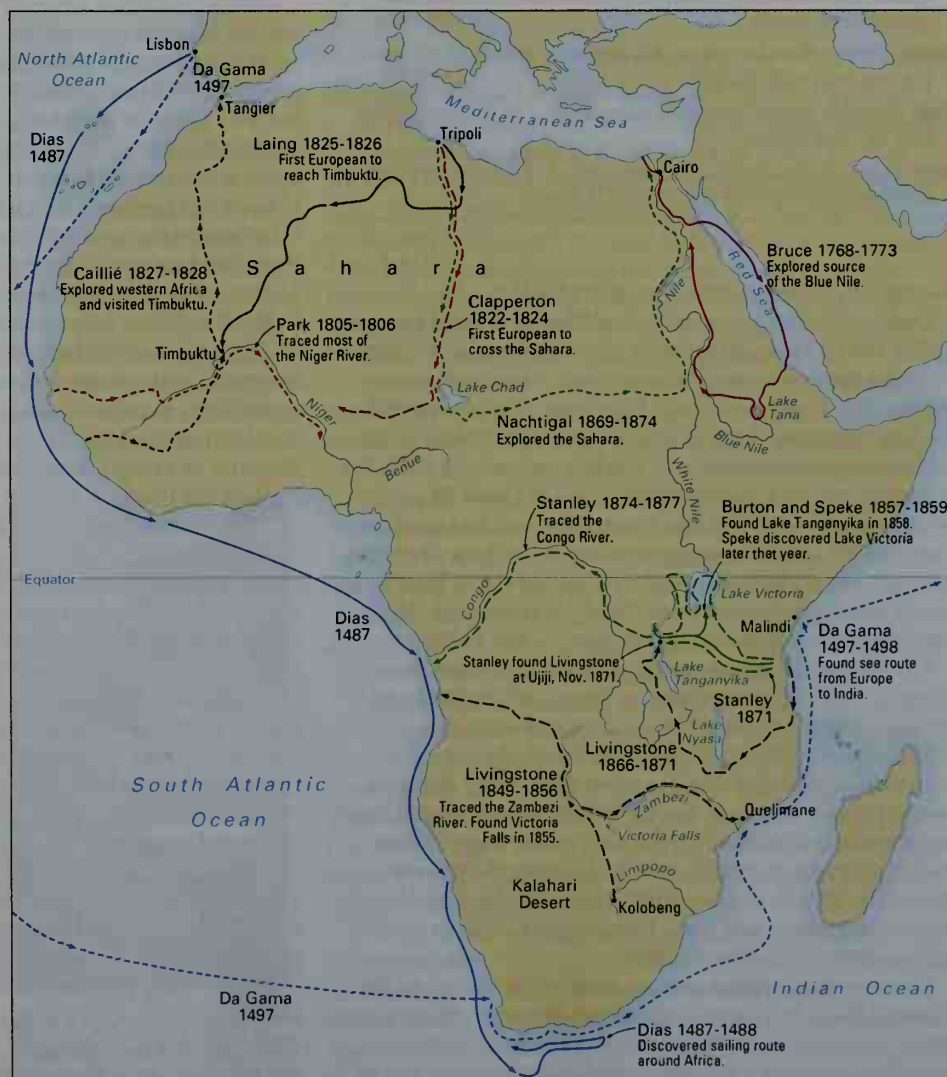 Lisbon
North Atlantic
Ocean
Da Gama
1497
Tangier
Mediterranean Sea
Dias
1487
Laing 1825-1826
First European to
reach Timbuktu.
Tripoli
Cairo
Caillié 1827-1828
Explored western Africa
and visited Timbuktu.
Sahara
Bruce 1768-1773
Explored source
of the Blue Nile.
Red Sea
Nile
Clapperton
1822-1824
First European to
cross the Sahara.
Park 1805-1806
Traced most of
the Niger River.
Timbuktu
Lake Chad
Niger
Lake
Tana
Nachtigal 1869-1874
Explored the Sahara.
Blue Nile
Benue
White Nile
Stanley 1874-1877
Traced the
Congo River.
Burton and Speke 1857-1859
Found Lake Tanganyika in 1858.
Speke discovered Lake Victoria
later thet year.
Equator
Congo
Lake Victoria
Dias
1487
Malindi
Da Gama
1497-1498
Found see route
from Europe
to India.
Stanley found Livingstone
at Ujiji, Nov. 1871.
Lake
Tanganyika
Stanley
1871
Lake
Nyasa
Livingstone
1866-1871
South Atlantic
Ocean
Livingstone
1849-1856
Traced the Zambezi
River. Found Victoria
Falls in 1855.
Zambezi
Quelimane
Victoria Falls
Limpopo
Kalahari
Desert
Kolobeng
Da Gama
1497
Indian Ocean
Dias 1487-1488
Discovered sailing route
around Africa.